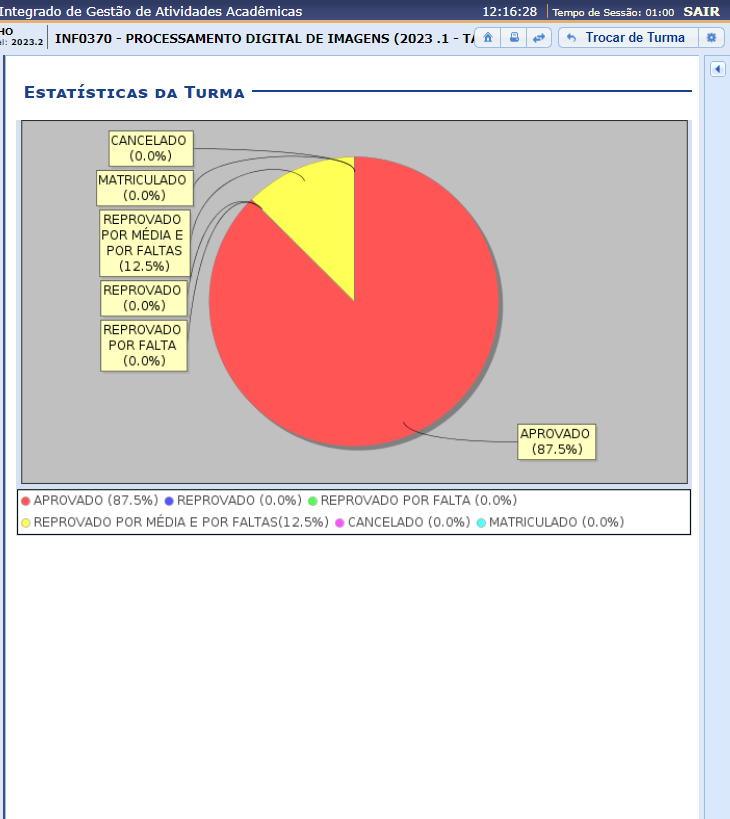 Integrado de Gestão de Atividades Acadêmicas 12:16:28 Tempo de Sessão: 01:00 SAIR
HO
el: 2023.2
INF0370 - PROCESSAMENTO DIGITAL DE IMAGENS (2023 .1 - TA
Trocar de Turma
Estatísticas da Turma
CANCELADO
(0.0%)
MATRICULADO
(0.0%)
REPROVADO
POR MÉDIA E
POR FALTAS
(12.5%)
REPROVADO
(0.0%)
REPROVADO
POR FALTA
(0.0%)
APROVADO
(87.5%)
APROVADO (87.5%) REPROVADO (0.0%) REPROVADO POR FALTA (0.0%)
REPROVADO POR MÉDIA E POR FALTAS(12.5%) CANCELADO (0.0%) MATRICULADO (0.0%)